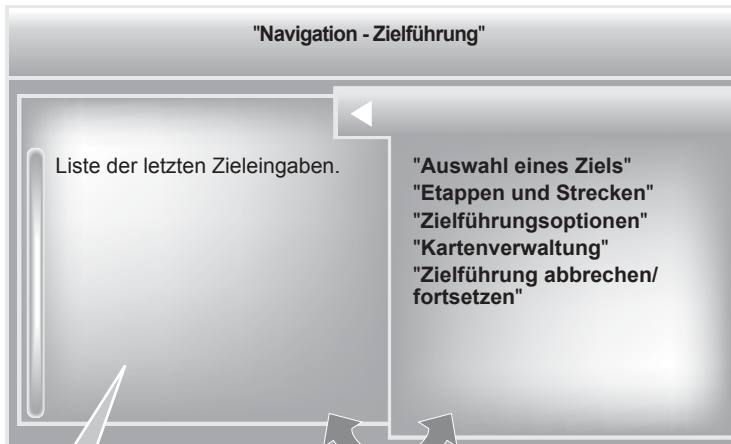 "Navigation - Zielführung"
Liste der letzten Zieleingaben.
"Auswahl eines Ziels"
"Etappen und Strecken"
"Zielführungsoptionen"
"Kartenverwaltung"
"Zielführung abbrechen/
fortsetzen"